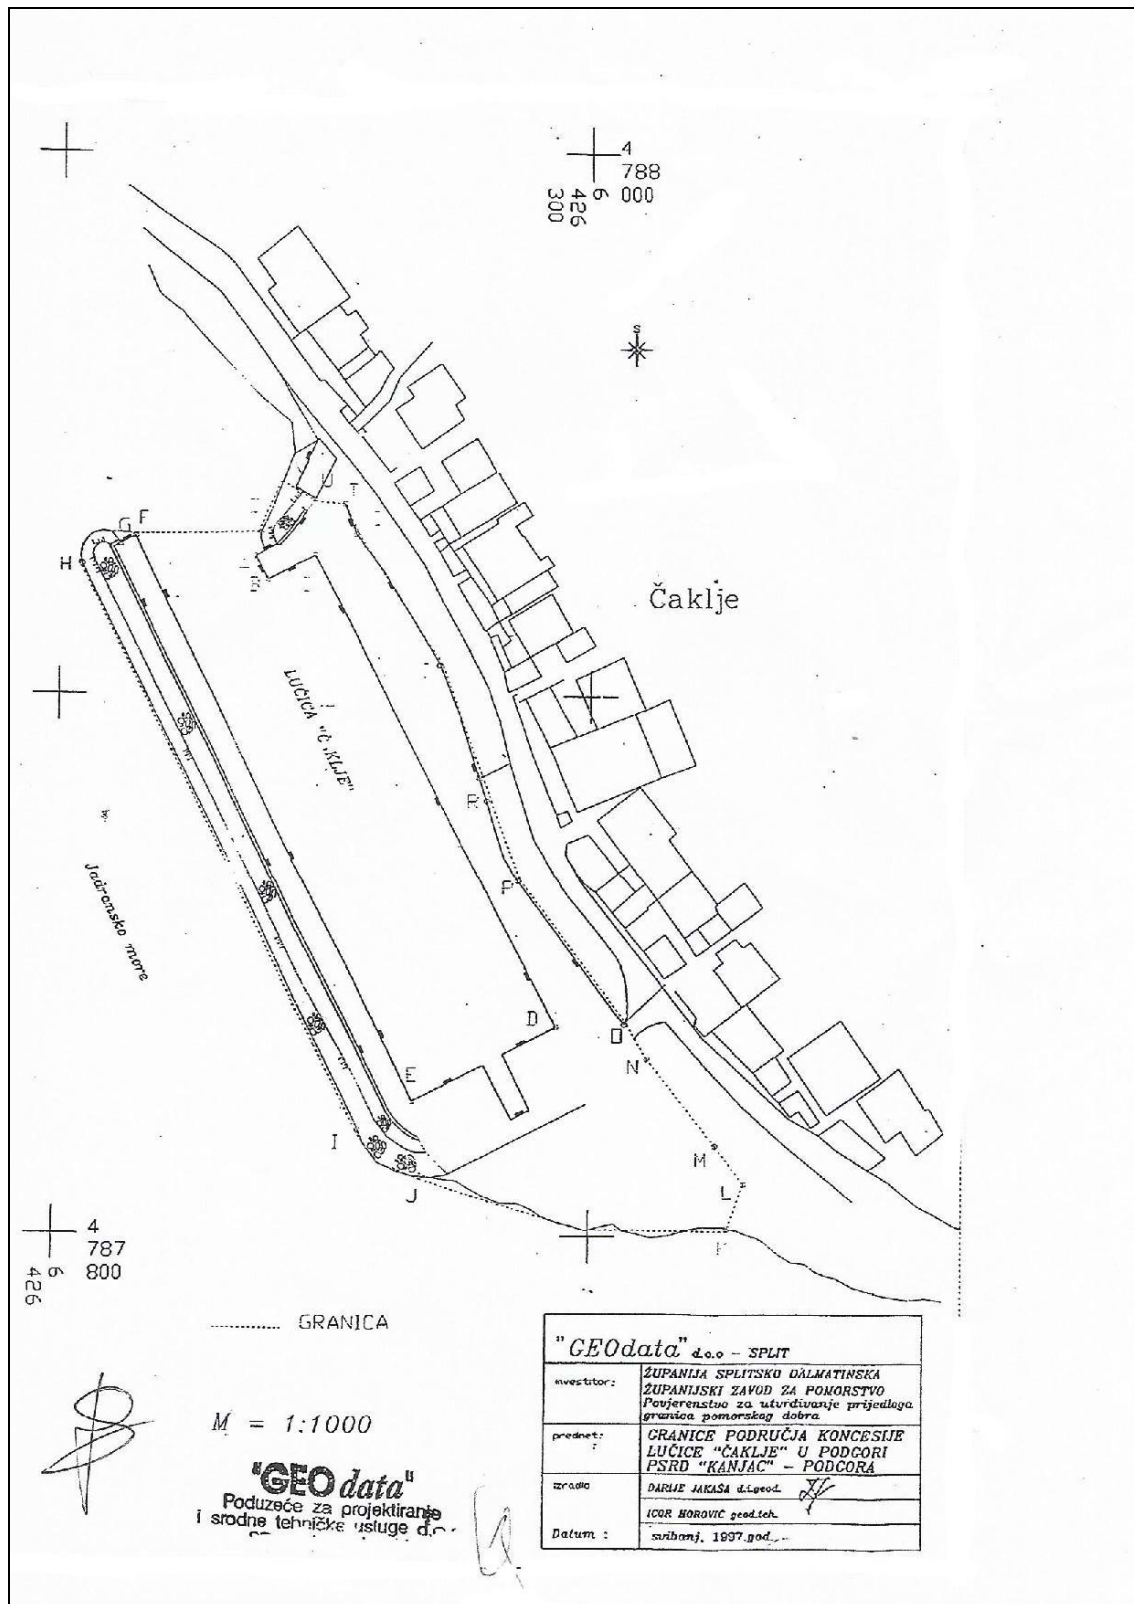 4
788
000
6
426
300
S
U
T
G F
H
B
Čaklje
LUČICA "Č KLJE"
R
P
Jadransko more
D
O
N
E
M
I
L
J
K
4
787
800
6
426
............ GRANICA
M = 1:1000
"GEOdata"
Poduzeće za projektiranje
i srodne tehničke usluge d.o.
"GEOdata" d.o.o - SPLIT
investitor:
ŽUPANIJA SPLITSKO DALMATINSKA
ŽUPANIJSKI ZAVOD ZA POMORSTVO
Povjerenstvo za utvrđivanje prijedloga
granica pomorskog dobra
predmet:
:
GRANICE PODRUČJA KONCESIJE
LUČICE "ČAKLJE" U PODGORI
PSRD "KANJAC" - PODGORA
izradio
DARIJE JAKAŠA d.i.geod.
IGOR HOROVIĆ geod.teh.
Datum :
svibanj, 1997.god.